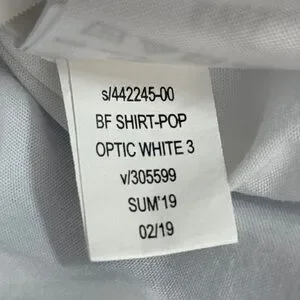 s/442245-00
BF SHIRT-POP
OPTIC WHITE 3
v/305599
SUM'19
02/19